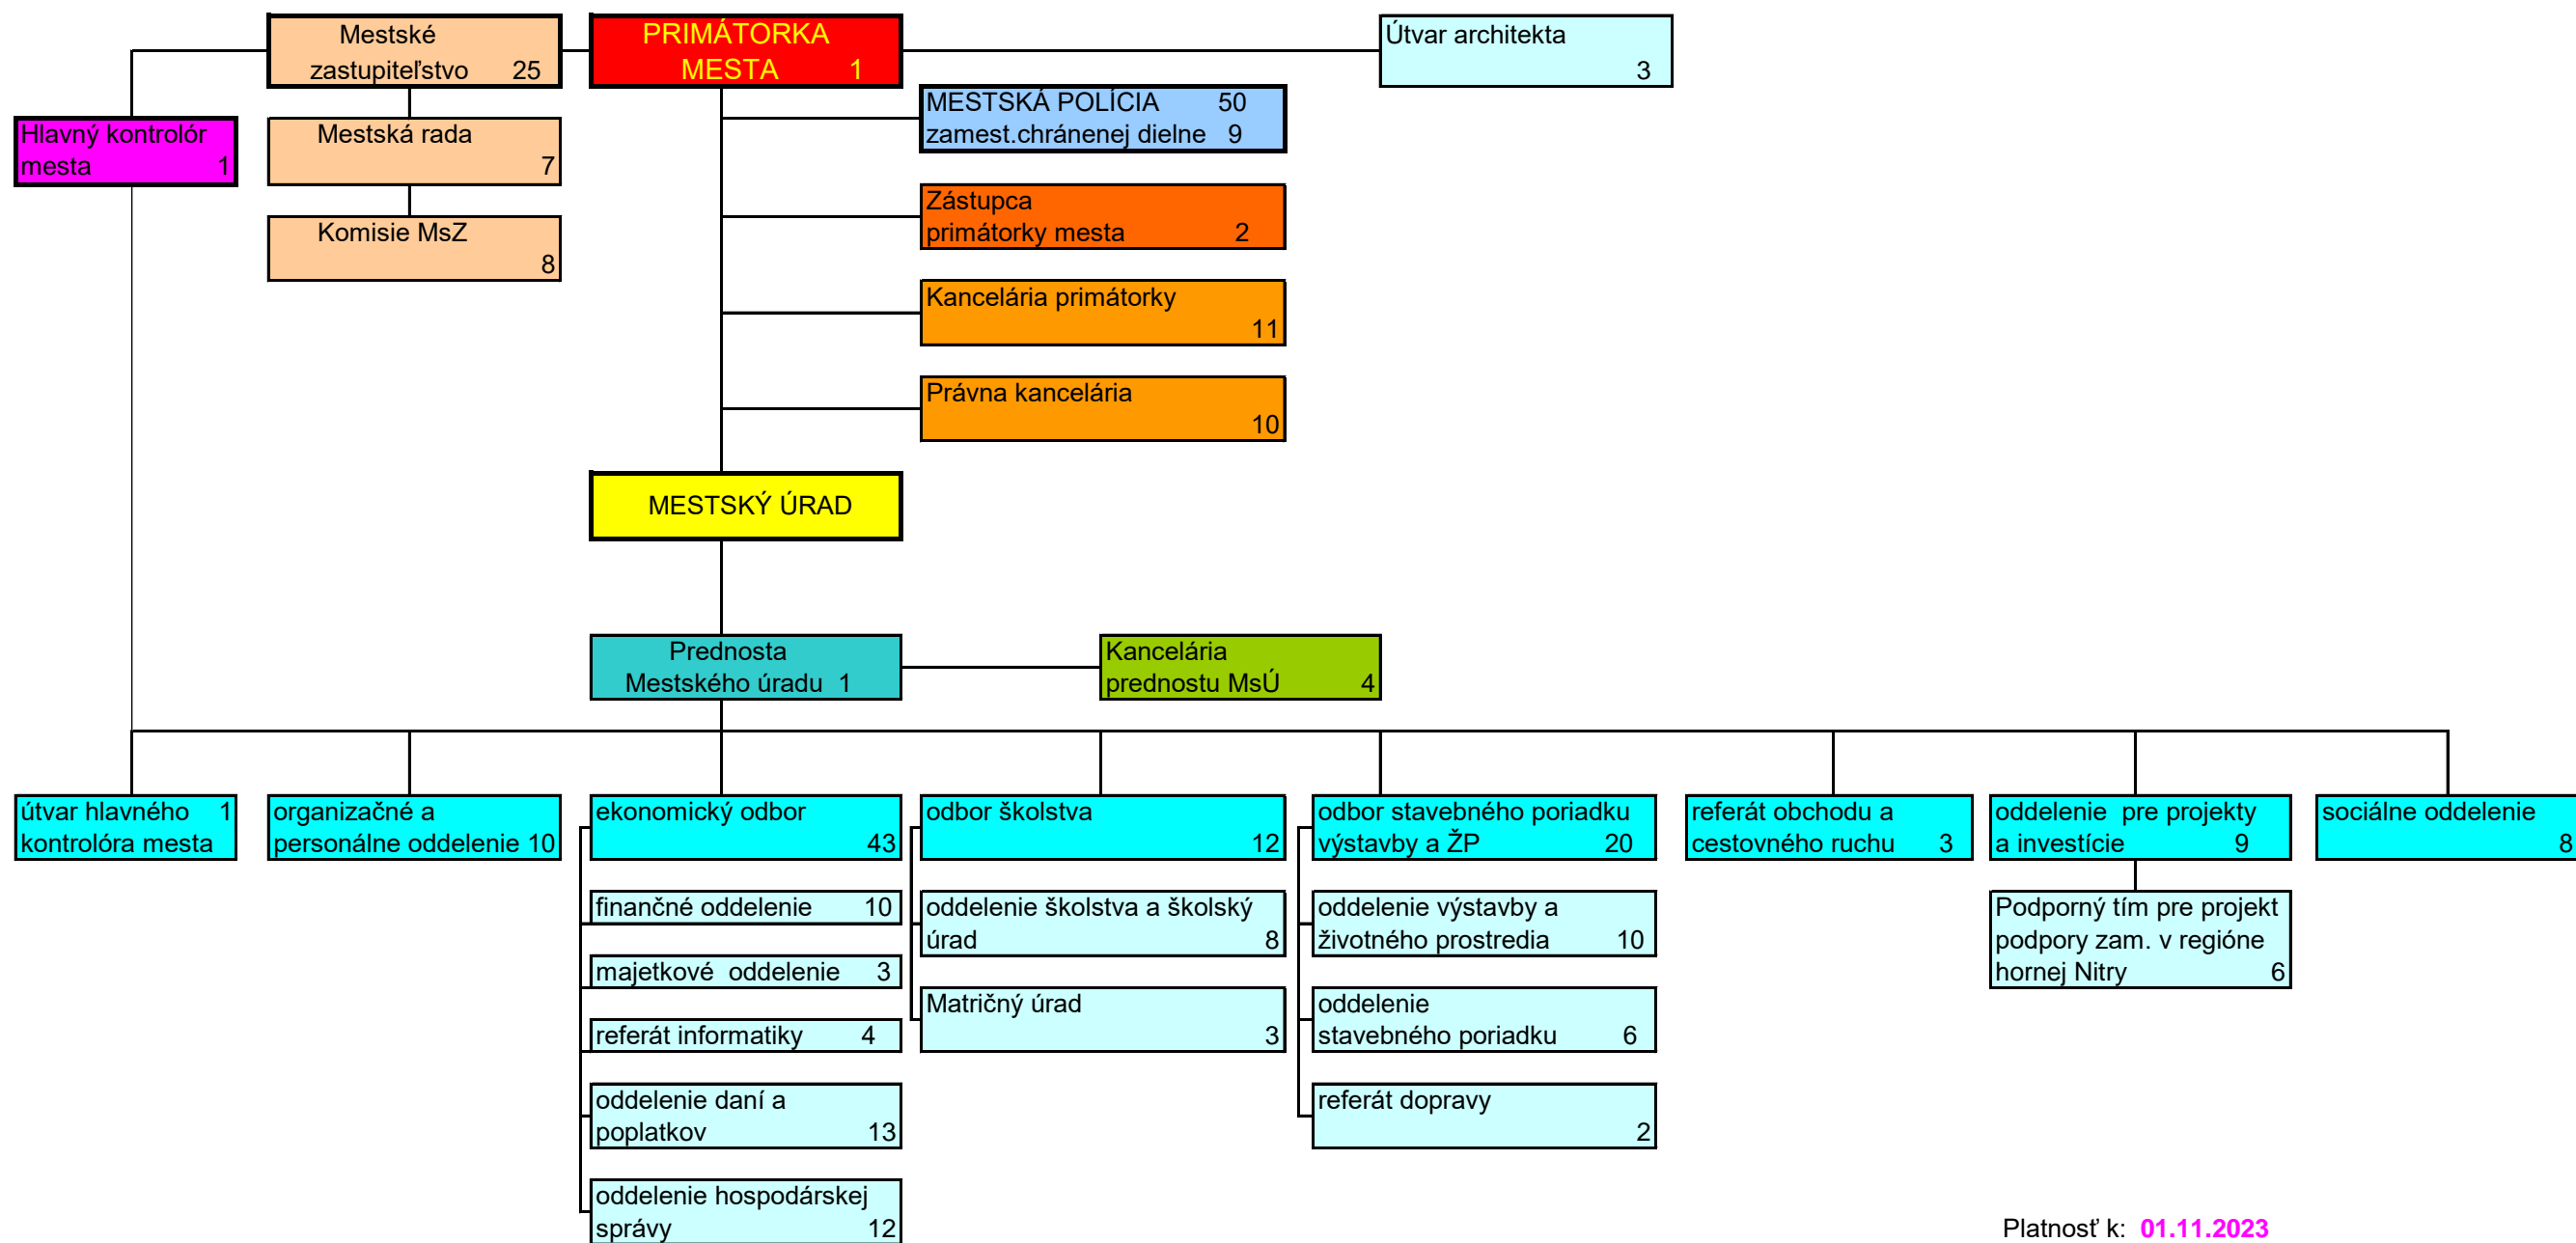 Mestské
zastupiteľstvo 25
PRIMÁTORKA
MESTA 1
Útvar architekta
3
Hlavný kontrolór
mesta 1
Mestská rada
7
Komisie MsZ
8
MESTSKÁ POLÍCIA 50
zamest.chránenej dielne 9
Zástupca
primátorky mesta 2
Kancelária primátorky
11
Právna kancelária
10
MESTSKÝ ÚRAD
Prednosta
Mestského úradu 1
Kancelária
prednostu MsÚ 4
útvar hlavného 1
kontrolóra mesta
organizačné a
personálne oddelenie 10
ekonomický odbor
43
odbor školstva
12
odbor stavebného poriadku
výstavby a ŽP 20
referát obchodu a
cestovného ruchu 3
oddelenie pre projekty
a investície 9
sociálne oddelenie
8
finančné oddelenie 10
majetkové oddelenie 3
referát informatiky 4
oddelenie daní a
poplatkov 13
oddelenie hospodárskej
správy 12
oddelenie školstva a školský
úrad 8
Matričný úrad
3
oddelenie výstavby a
životného prostredia 10
oddelenie
stavebného poriadku 6
referát dopravy
2
Podporný tím pre projekt
podpory zam. v regióne
hornej Nitry 6
Platnosť k: 01.11.2023